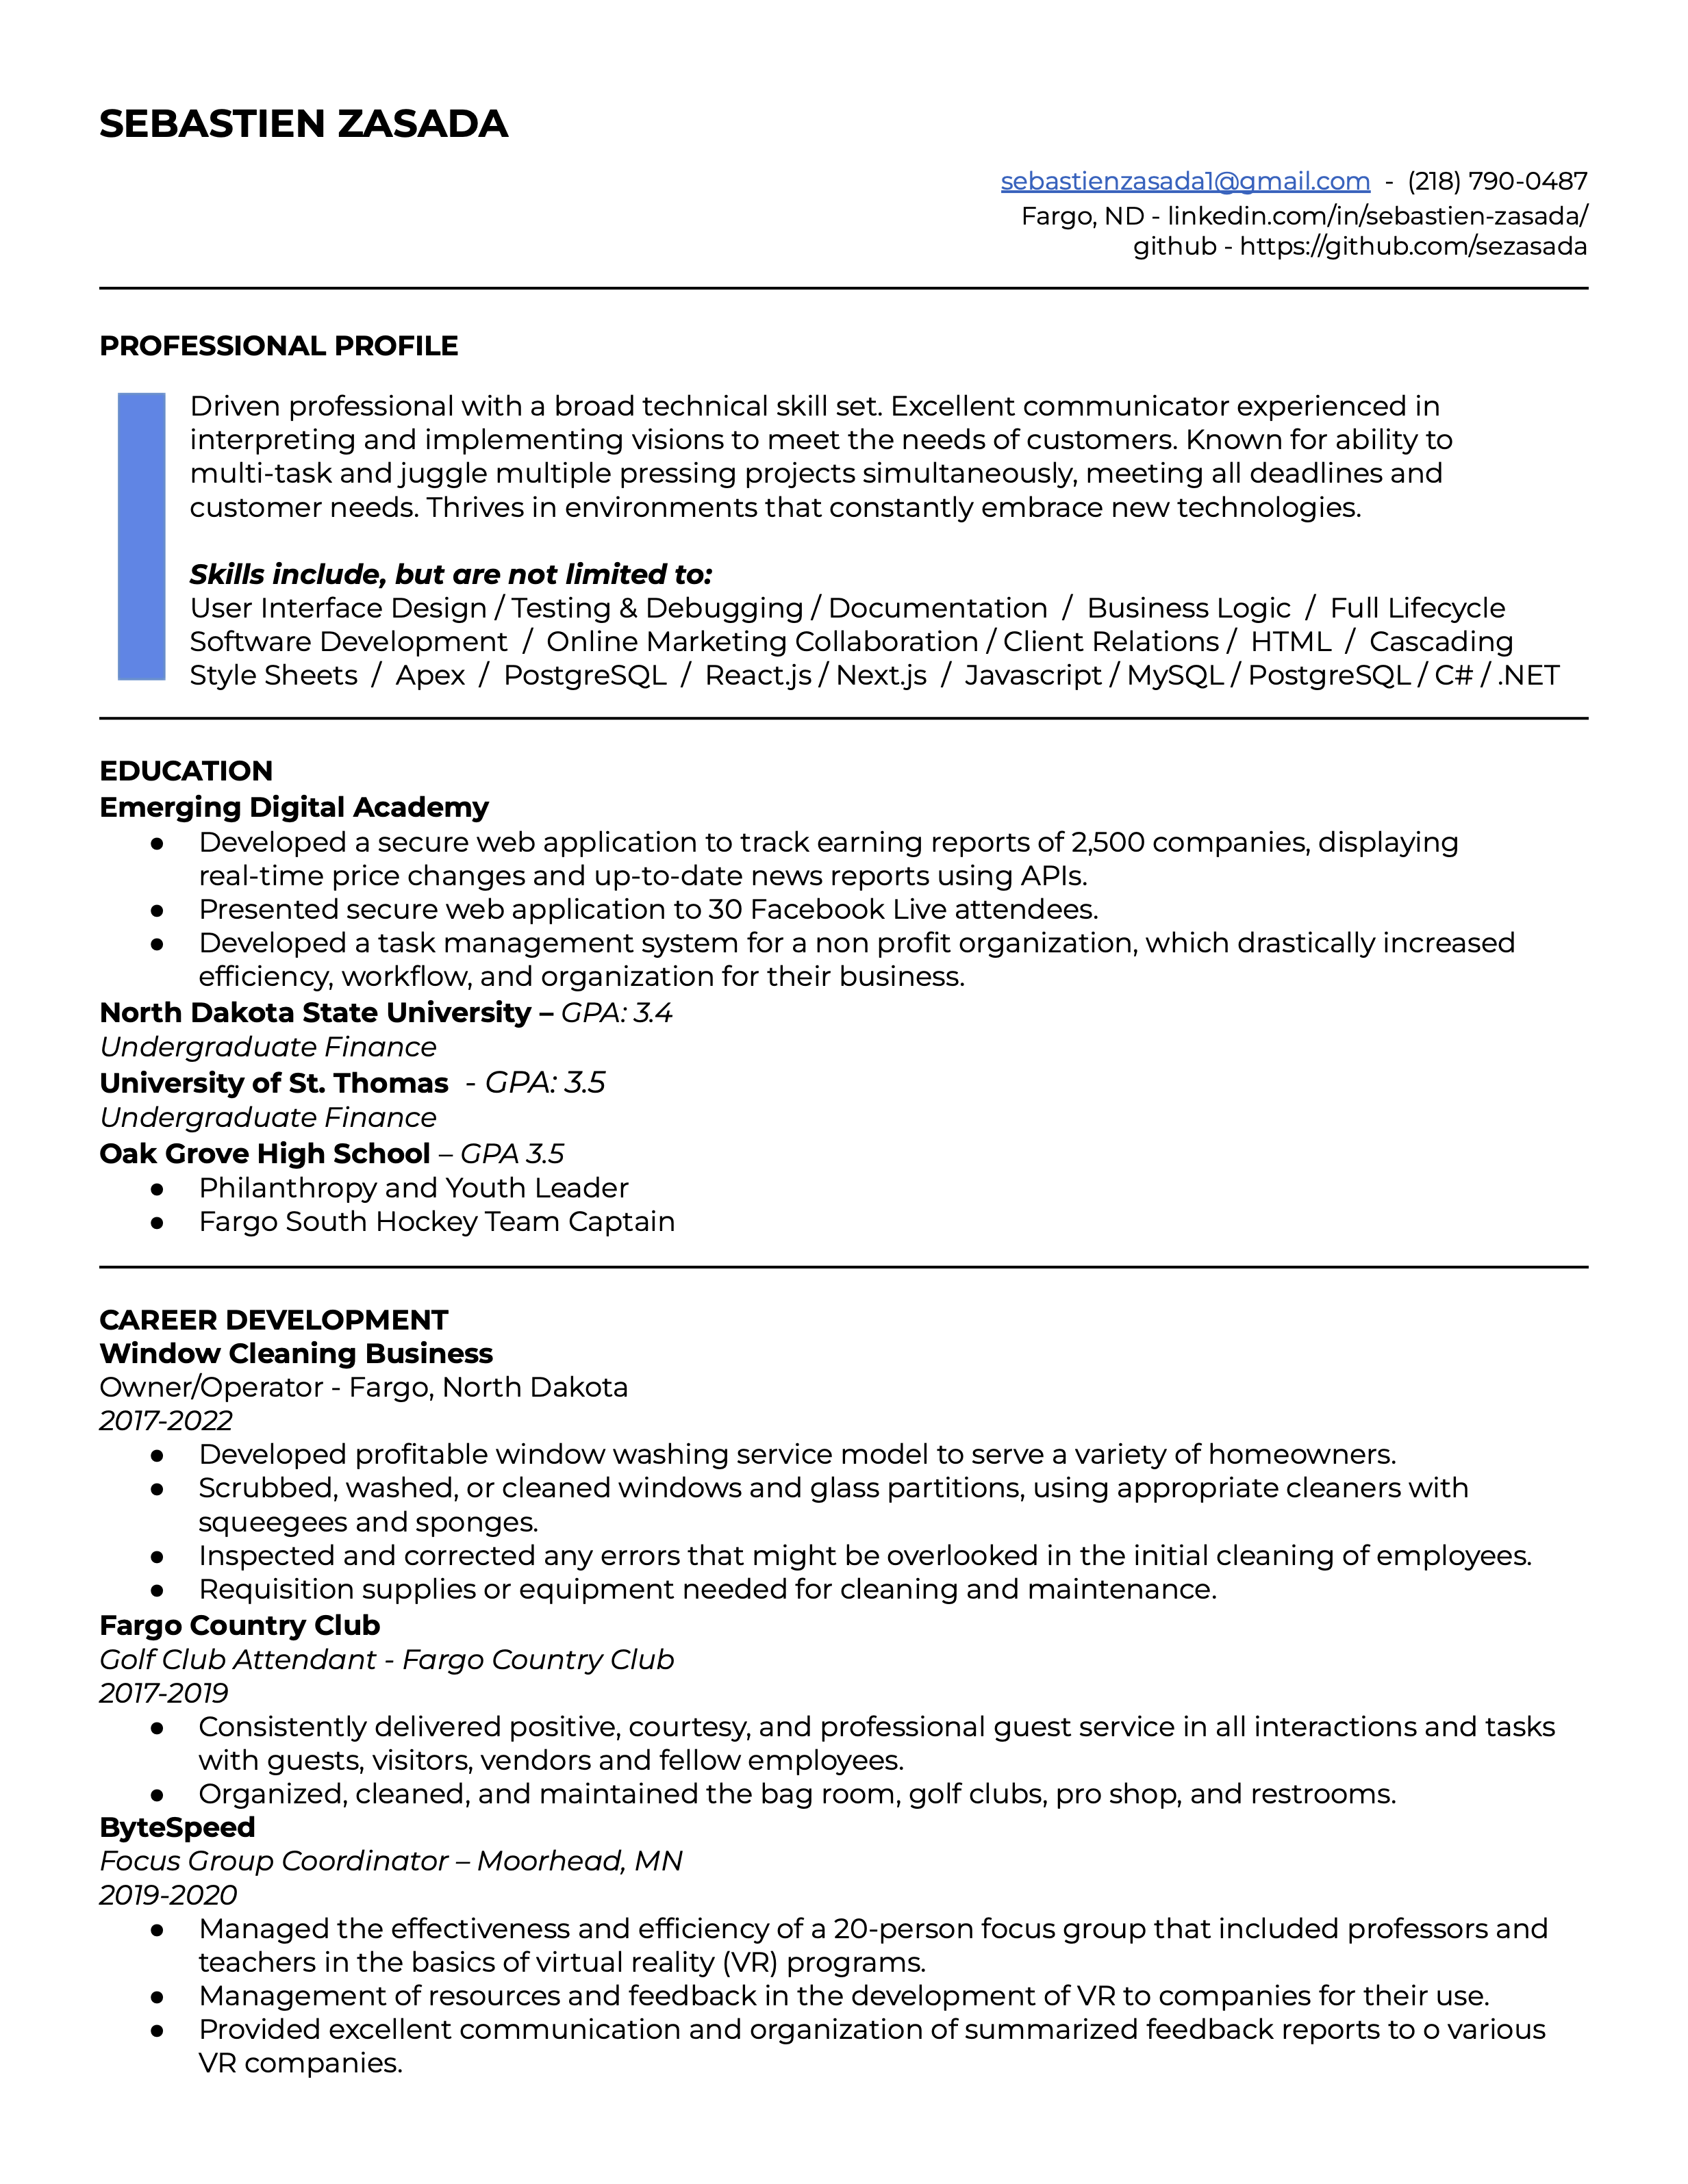 SEBASTIEN ZASADA
sebastienzasada1@gmail.com - (218) 790-0487
Fargo, ND - linkedin.com/in/sebastien-zasada/
github - https://github.com/sezasada
PROFESSIONAL PROFILE
Driven professional with a broad technical skill set. Excellent communicator experienced in
interpreting and implementing visions to meet the needs of customers. Known for ability to
multi-task and juggle multiple pressing projects simultaneously, meeting all deadlines and
customer needs. Thrives in environments that constantly embrace new technologies.
Skills include, but are not limited to:
User Interface Design / Testing & Debugging / Documentation / Business Logic / Full Lifecycle
Software Development / Online Marketing Collaboration / Client Relations / HTML / Cascading
Style Sheets / Apex / PostgreSQL / React.js / Next.js / Javascript / MySQL / PostgreSQL / C# / .NET
EDUCATION
Emerging Digital Academy
● Developed a secure web application to track earning reports of 2,500 companies, displaying
real-time price changes and up-to-date news reports using APIs.
● Presented secure web application to 30 Facebook Live attendees.
● Developed a task management system for a non profit organization, which drastically increased
efficiency, workflow, and organization for their business.
North Dakota State University – GPA: 3.4
Undergraduate Finance
University of St. Thomas - GPA: 3.5
Undergraduate Finance
Oak Grove High School – GPA 3.5
● Philanthropy and Youth Leader
● Fargo South Hockey Team Captain
CAREER DEVELOPMENT
Window Cleaning Business
Owner/Operator - Fargo, North Dakota
2017-2022
● Developed profitable window washing service model to serve a variety of homeowners.
● Scrubbed, washed, or cleaned windows and glass partitions, using appropriate cleaners with
squeegees and sponges.
● Inspected and corrected any errors that might be overlooked in the initial cleaning of employees.
● Requisition supplies or equipment needed for cleaning and maintenance.
Fargo Country Club
Golf Club Attendant - Fargo Country Club
2017-2019
● Consistently delivered positive, courtesy, and professional guest service in all interactions and tasks
with guests, visitors, vendors and fellow employees.
● Organized, cleaned, and maintained the bag room, golf clubs, pro shop, and restrooms.
ByteSpeed
Focus Group Coordinator – Moorhead, MN
2019-2020
● Managed the effectiveness and efficiency of a 20-person focus group that included professors and
teachers in the basics of virtual reality (VR) programs.
● Management of resources and feedback in the development of VR to companies for their use.
● Provided excellent communication and organization of summarized feedback reports to o various
VR companies.